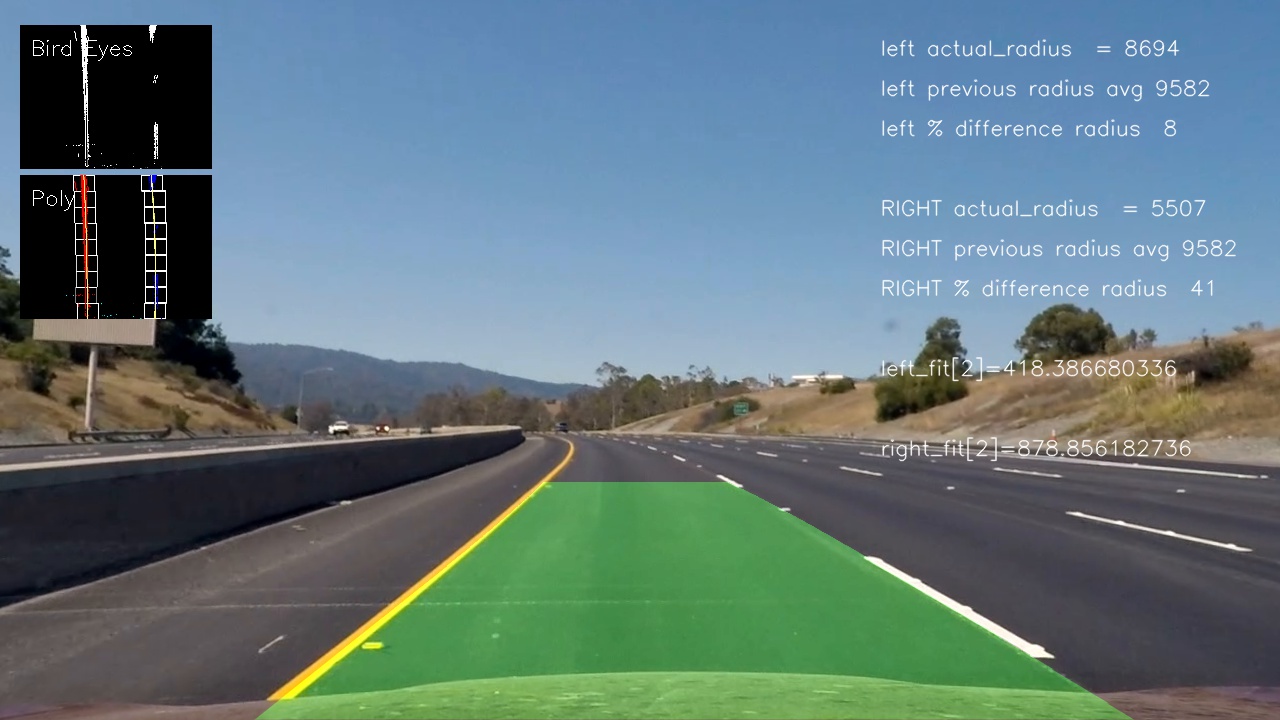 Bird Eyes
Poly
left actual_radius = 8694
left previous radius avg 9582
left % difference radius 8
RIGHT actual_radius = 5507
RIGHT previous radius avg 9582
RIGHT % difference radius 41
left_fit[2]=418.386680336
right_fit[2]=878.856182736